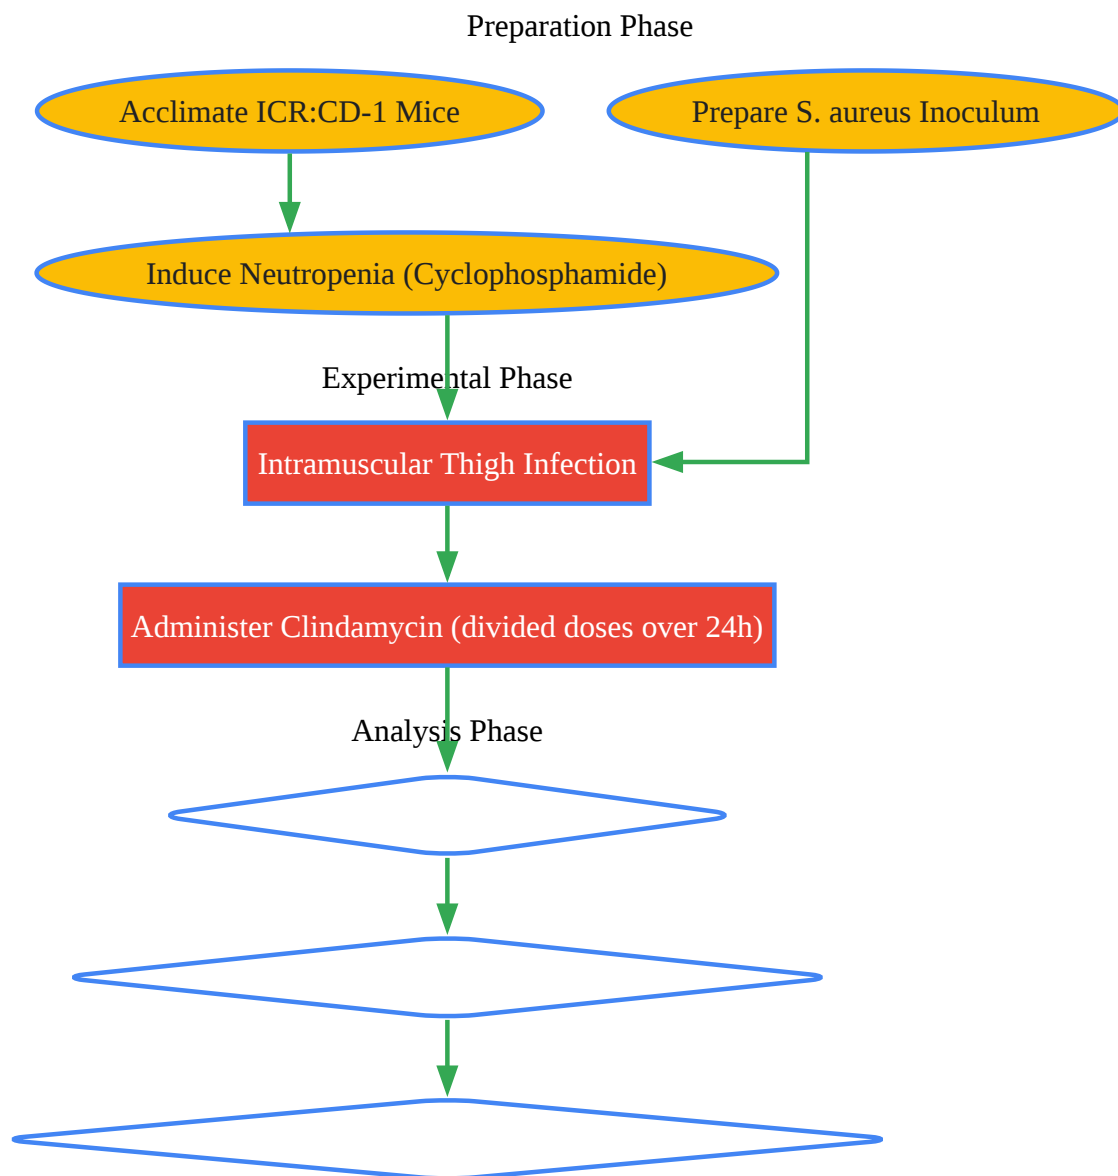 Preparation Phase
Acclimate ICR:CD-1 Mice
Prepare S. aureus Inoculum
Induce Neutropenia (Cyclophosphamide)
Experimental Phase
Intramuscular Thigh Infection
Administer Clindamycin (divided doses over 24h)
Analysis Phase